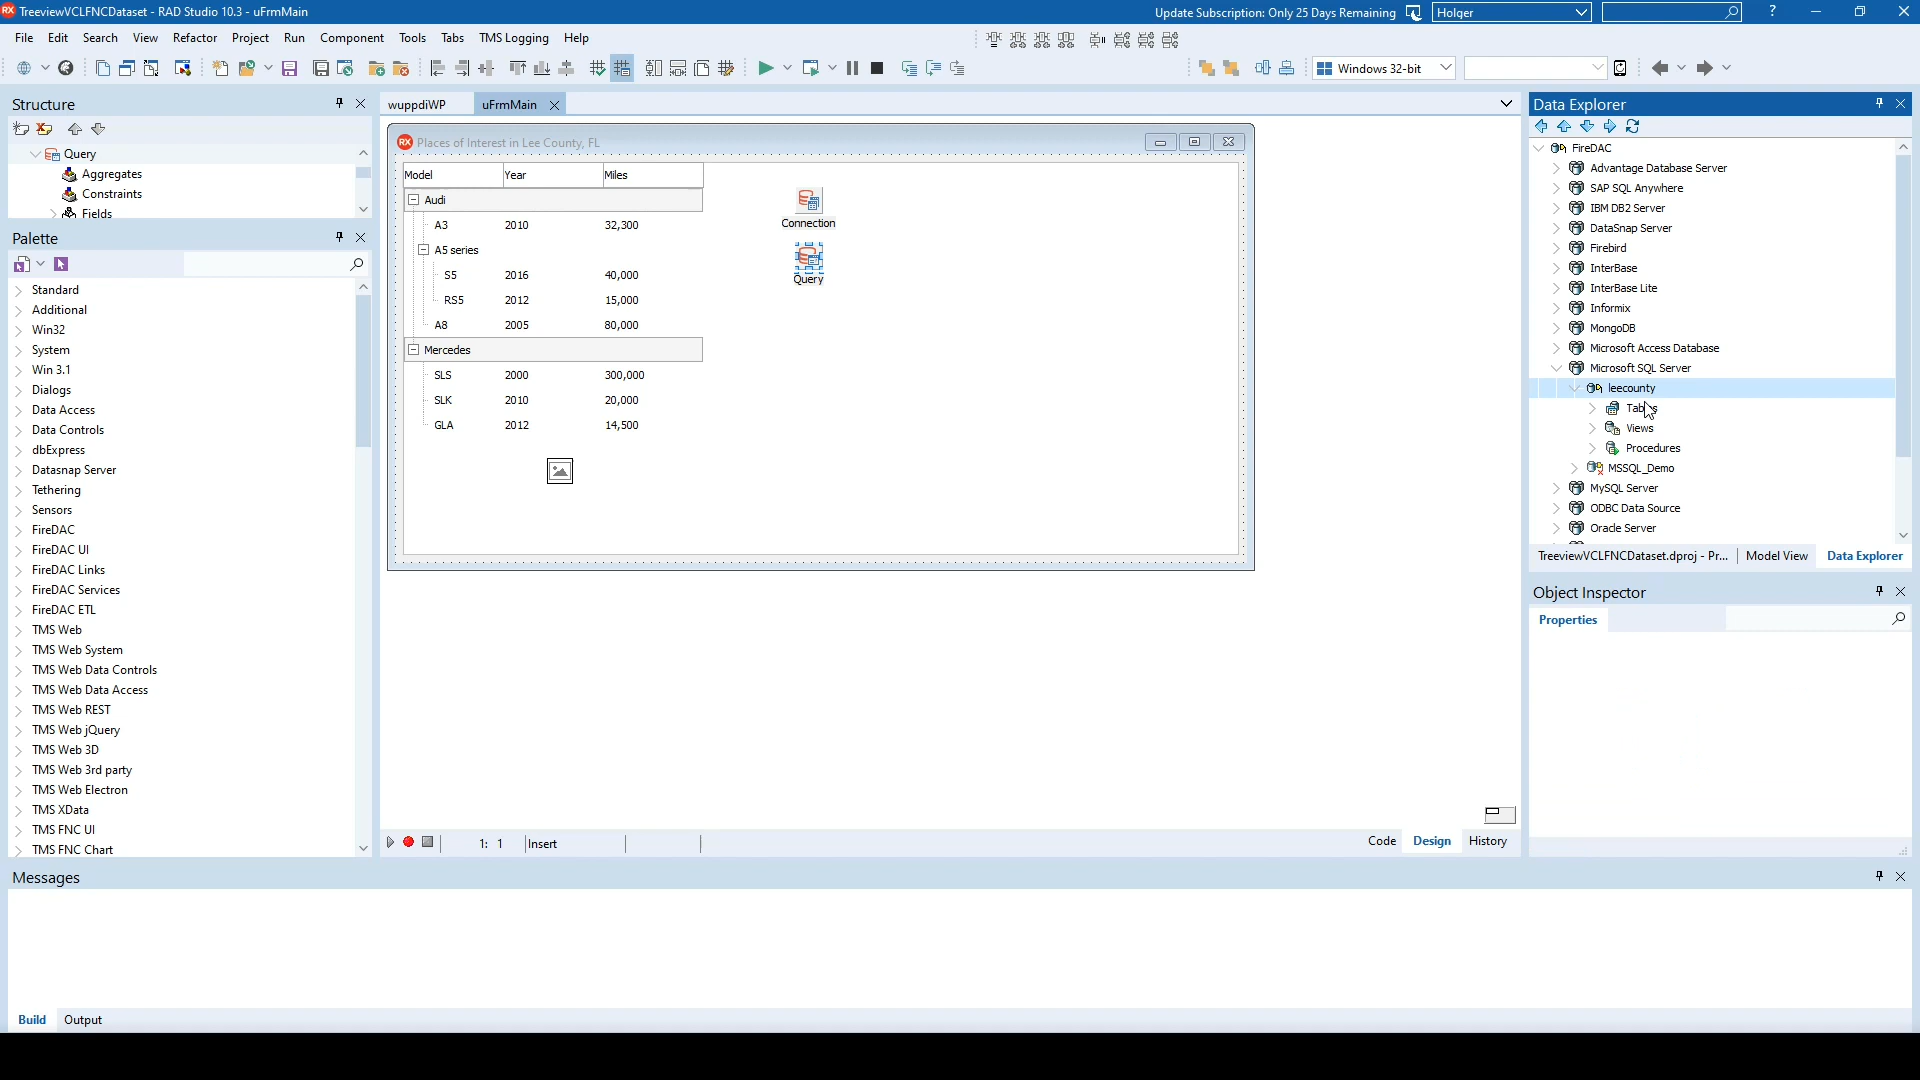 TreeviewVCLFNCDataset - RAD Studio 10.3 - uFrmMain
Update Subscription: Only 25 Days Remaining
Holger
File Edit Search View Refactor Project Run Component Tools Tabs TMS Logging Help
Windows 32-bit
Structure
Query
Aggregates
Constraints
Fields
Palette
Standard
Additional
Win32
System
Win 3.1
Dialogs
Data Access
Data Controls
dbExpress
Datasnap Server
Tethering
Sensors
FireDAC
FireDAC UI
FireDAC Links
FireDAC Services
FireDAC ETL
TMS Web
TMS Web System
TMS Web Data Controls
TMS Web Data Access
TMS Web REST
TMS Web jQuery
TMS Web 3D
TMS Web 3rd party
TMS Web Electron
TMS XData
TMS FNC UI
TMS FNC Chart
wuppdiWP uFrmMain
Places of Interest in Lee County, FL
Model Year Miles
Audi
A3 2010 32,300
A5 series
S5 2016 40,000
RS5 2012 15,000
A8 2005 80,000
Mercedes
SLS 2000 300,000
SLK 2010 20,000
GLA 2012 14,500
Connection
Query
1: 1 Insert
Code Design History
Data Explorer
FireDAC
Advantage Database Server
SAP SQL Anywhere
IBM DB2 Server
DataSnap Server
Firebird
InterBase
InterBase Lite
Informix
MongoDB
Microsoft Access Database
Microsoft SQL Server
leecounty
Tables
Views
Procedures
MSSQL_Demo
MySQL Server
ODBC Data Source
Oracle Server
TreeviewVCLFNCDataset.dproj - Pr... Model View Data Explorer
Object Inspector
Properties
Messages
Build Output